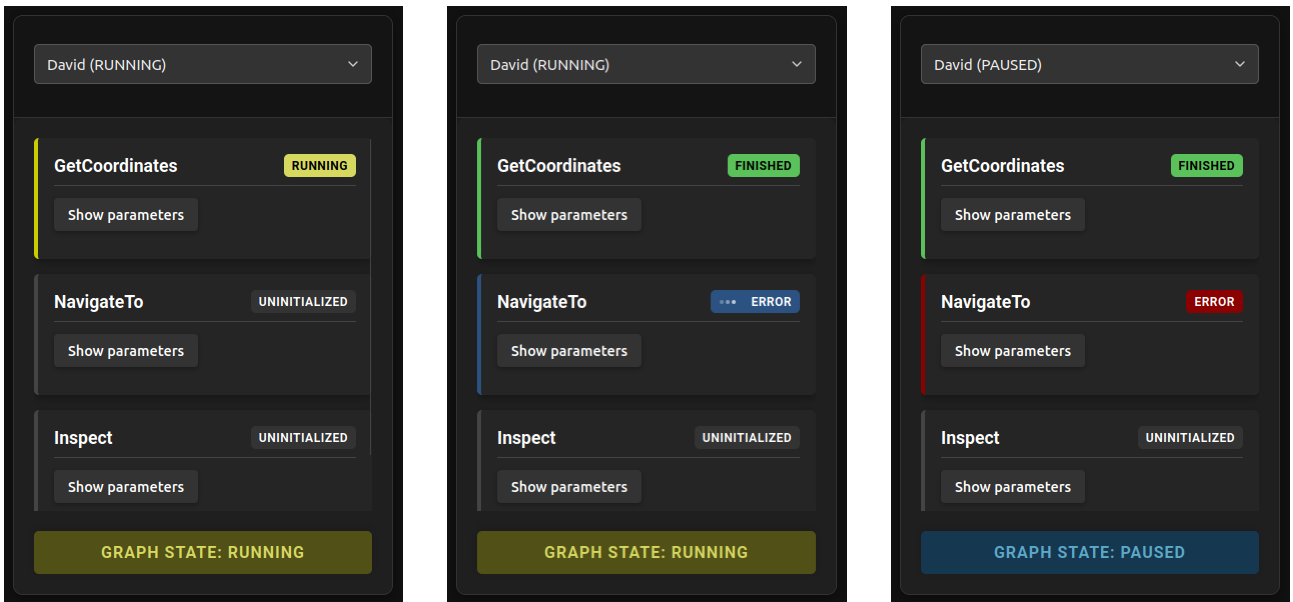 David (RUNNING)
GetCoordinates
RUNNING
Show parameters
NavigateTo
UNINITIALIZED
Show parameters
Inspect
UNINITIALIZED
Show parameters
GRAPH STATE: RUNNING
David (RUNNING)
GetCoordinates
FINISHED
Show parameters
NavigateTo
ERROR
Show parameters
Inspect
UNINITIALIZED
Show parameters
GRAPH STATE: RUNNING
David (PAUSED)
GetCoordinates
FINISHED
Show parameters
NavigateTo
ERROR
Show parameters
Inspect
UNINITIALIZED
Show parameters
GRAPH STATE: PAUSED